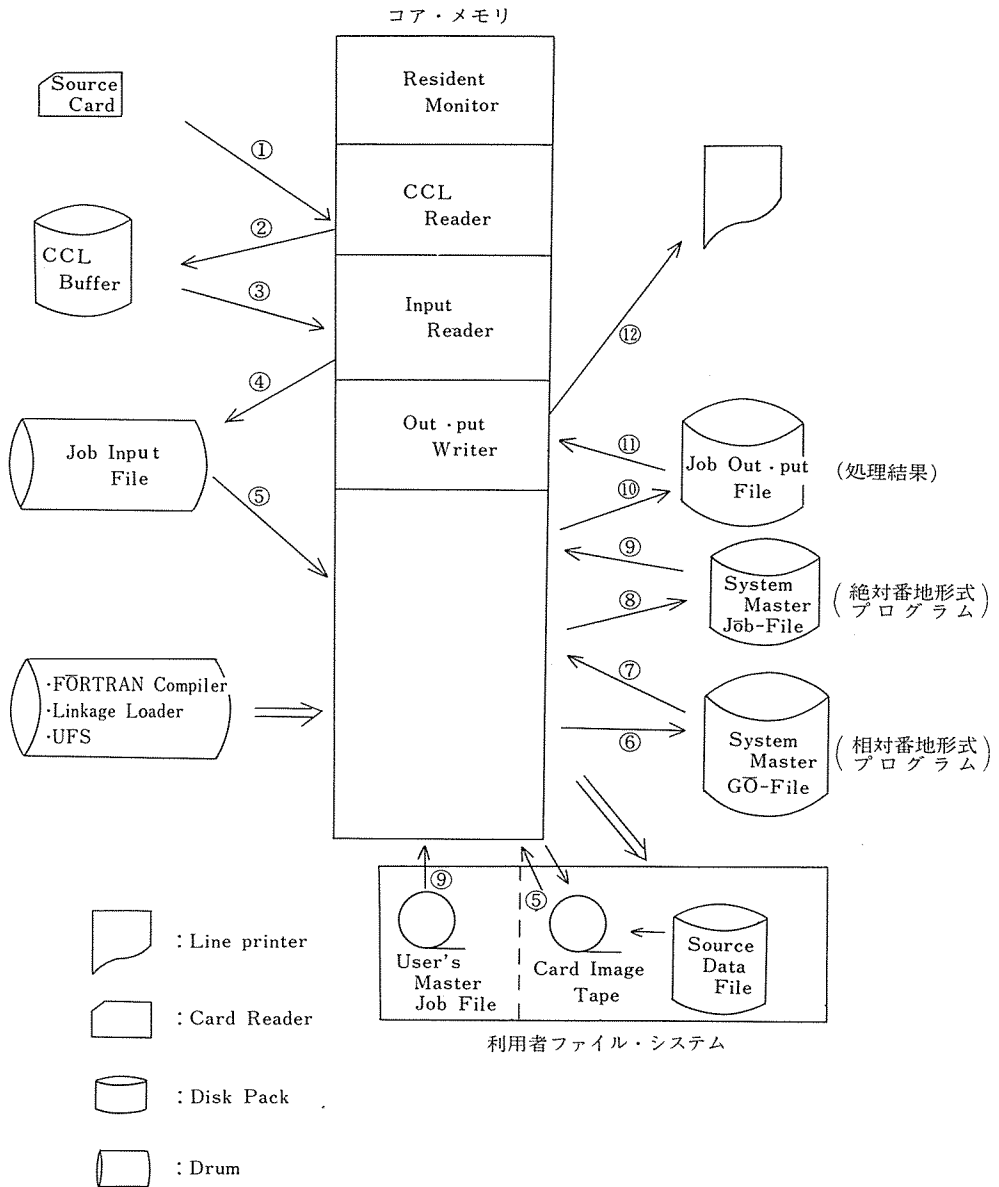 コア・メモリ
Resident
Monitor
Source
Card
①
CCL
Reader
②
CCL
Buffer
③
Input
Reader
④
⑫
Out・put
Writer
Job Input
File
⑤
⑪
Job Out・put
File
(処理結果)
⑩
⑨
System
Master
Jōb-File
(絶対番地形式
プログラム)
⑧
⑦
・FŌRTRAN Compiler
・Linkage Loader
・UFS
⑥
System
Master
GŌ-File
(相対番地形式
プログラム)
⑨
⑤
User's
Master
Job File
Card Image
Tape
Source
Data
File
利用者ファイル・システム
:Line printer
:Card Reader
:Disk Pack
:Drum